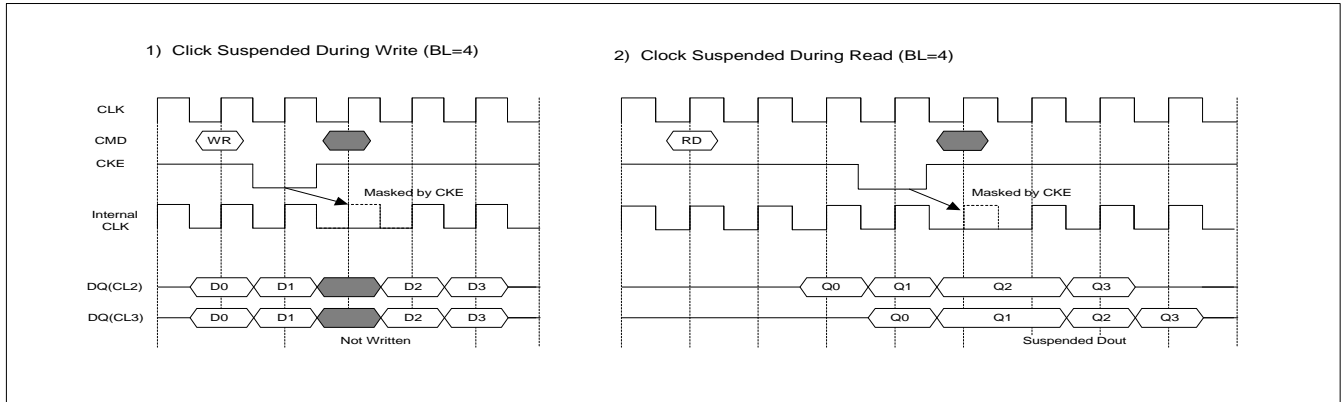 1) Click Suspended During Write (BL=4)
CLK
CMD
WR
CKE
Masked by CKE
Internal
CLK
DQ(CL2)
D0 D1 D2 D3
DQ(CL3)
D0 D1 D2 D3
Not Written
2) Clock Suspended During Read (BL=4)
RD
Masked by CKE
Q0 Q1 Q2 Q3
Q0 Q1 Q2 Q3
Suspended Dout